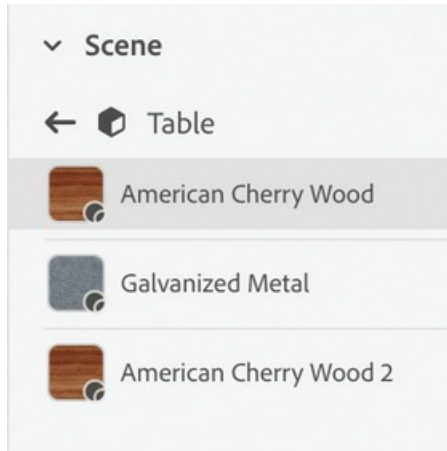 Scene
Table
American Cherry Wood
Galvanized Metal
American Cherry Wood 2